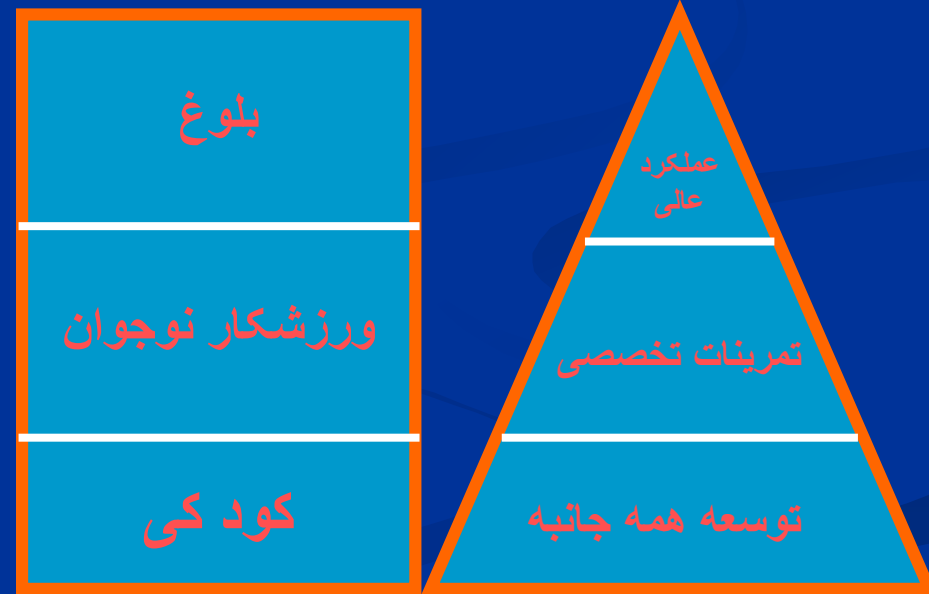 بلوغ
ورزشکار نوجوان
کود کی
عملکرد
عالی
تمرینات تخصصی
توسعه همه جانبه